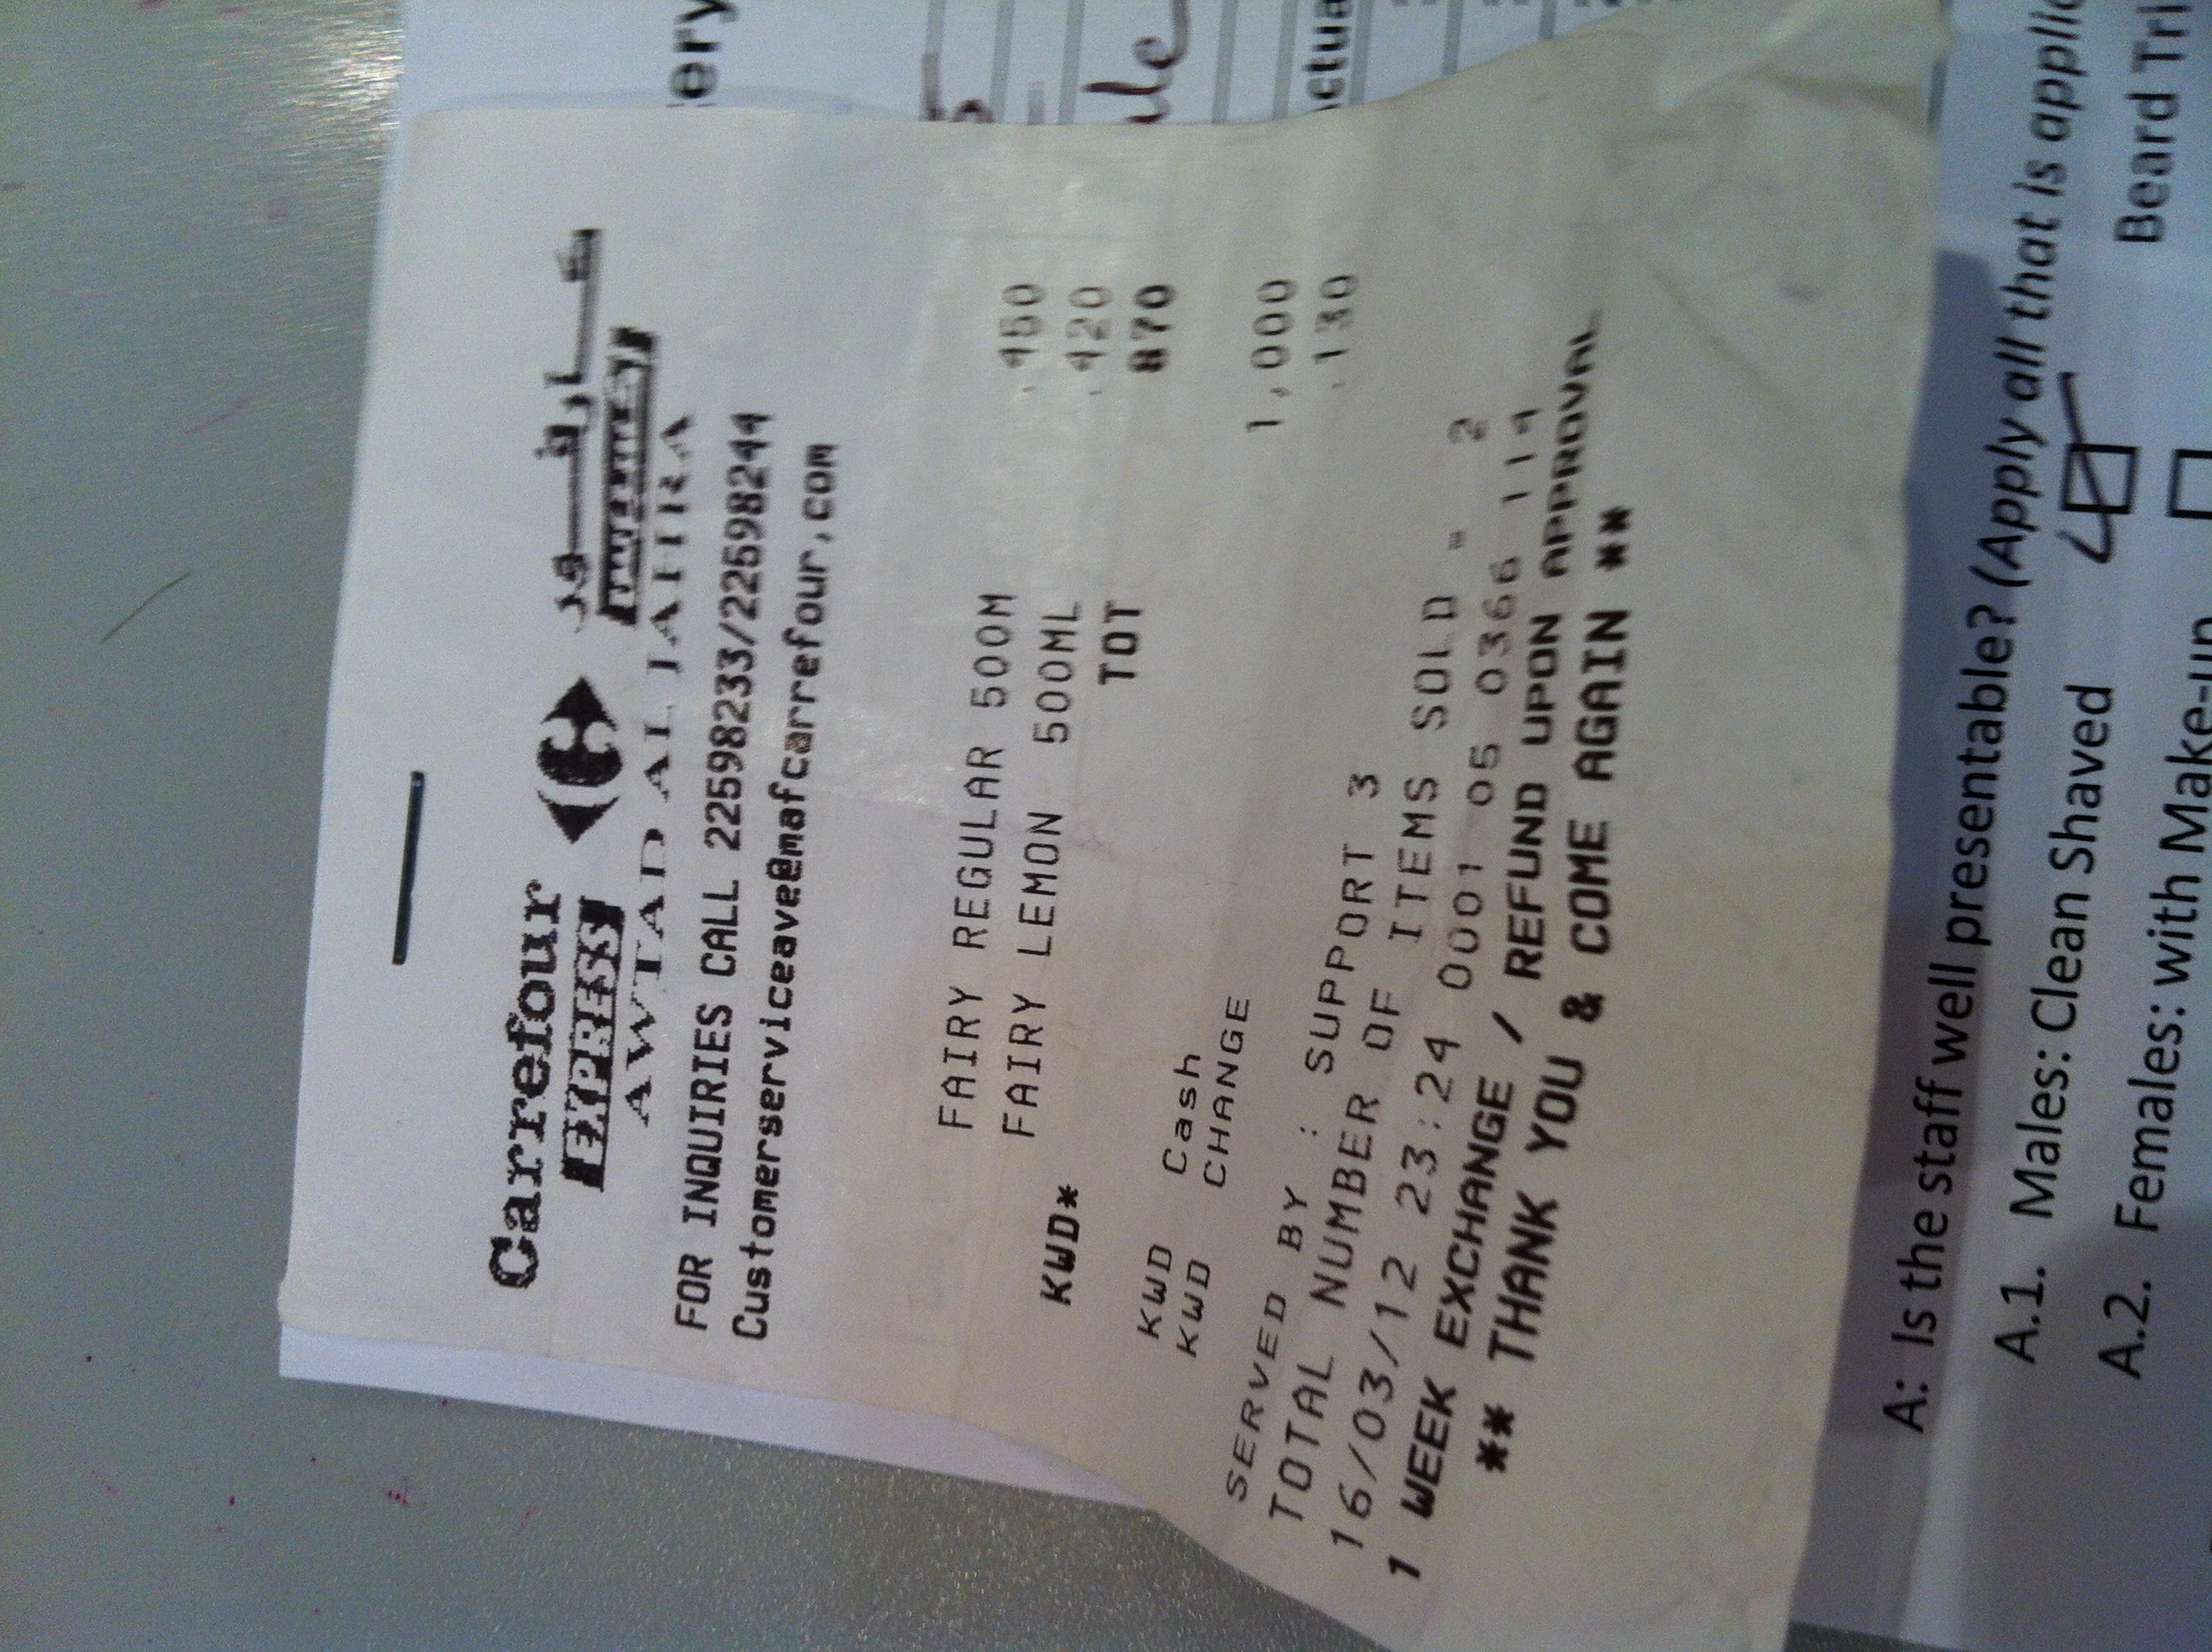 Carrefour كارفور
EXPRESS
AWTAD AL JAHRA
FOR INQUIRIES CALL 22598233/22598244
Customerserviceave@mafcarrefour,com
FAIRY REGULAR 500M .450
FAIRY LEMON 500ML .420
KWD* TOT 870
KWD Cash 1,000
KWD CHANGE .130
SERVED BY : SUPPORT 3
TOTAL NUMBER OF ITEMS SOLD = 2
16/03/12 23:24 0001 05 0366 114
1 WEEK EXCHANGE / REFUND UPON APPROVAL
** THANK YOU & COME AGAIN **
A: Is the staff well presentable? (Apply all that is applic
A.1. Males: Clean Shaved
Beard Tri
A.2. Females: with Make-up
ery
ctua